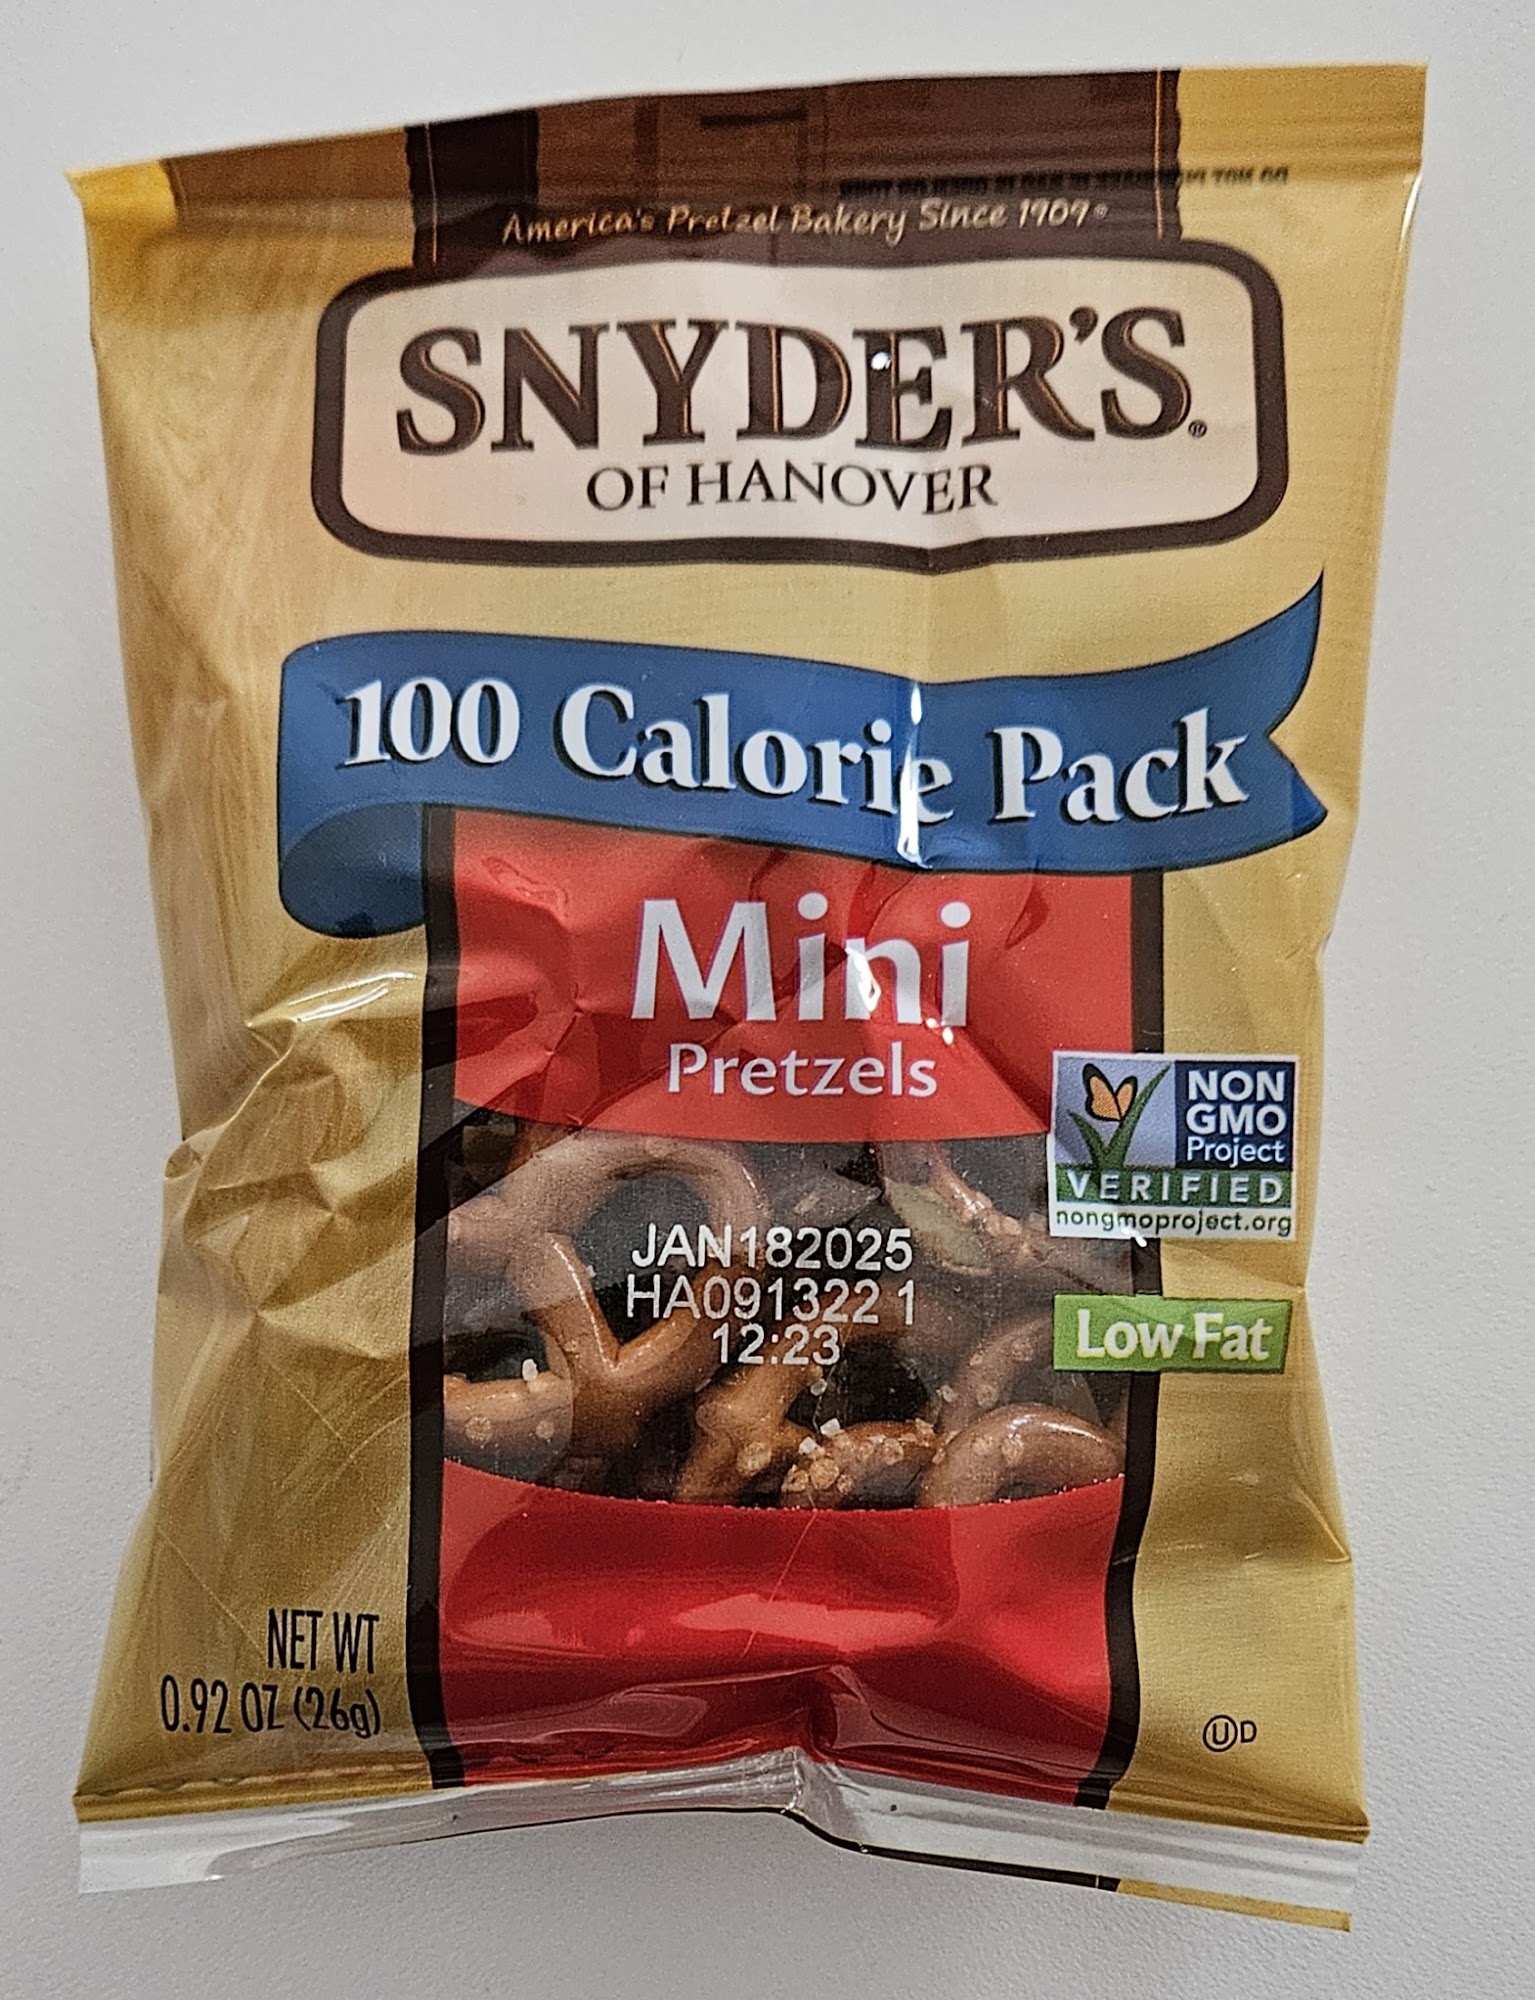 America's Pretzel Bakery Since 1909®
SNYDER'S®
OF HANOVER
100 Calorie Pack
Mini
Pretzels
NON
GMO
Project
VERIFIED
nongmoproject.org
JAN182025
HA0913221
12:23
Low Fat
NET WT
0.92 OZ (26g)
UD